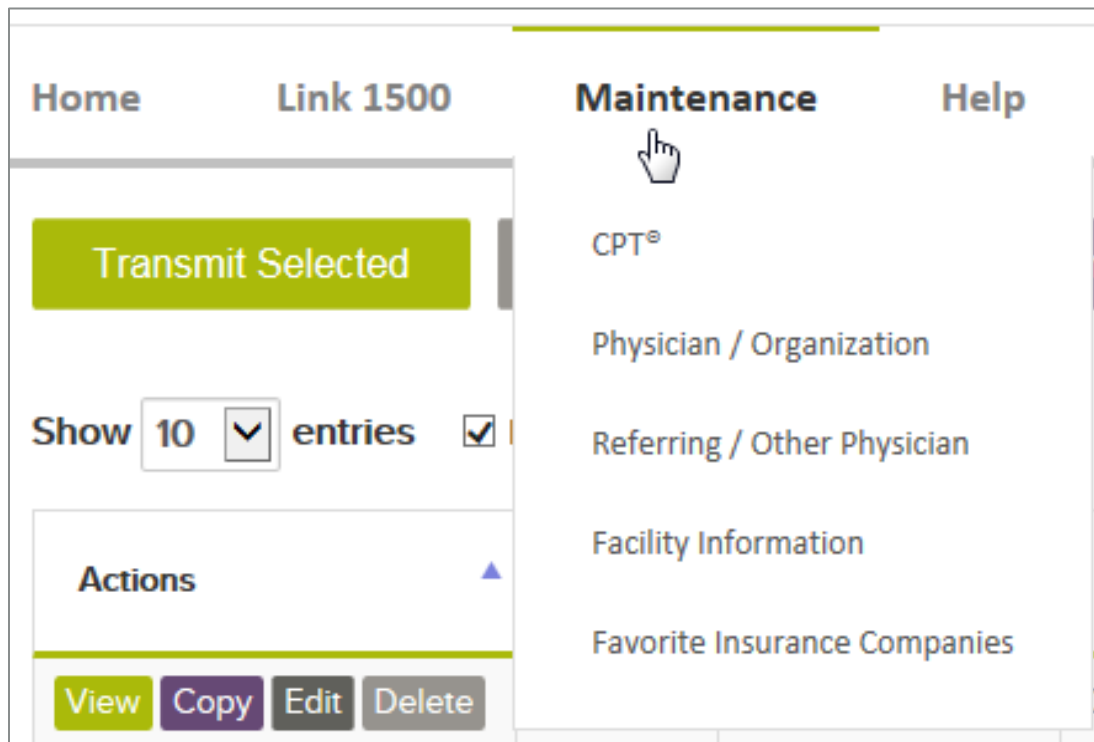 Home Link 1500 Maintenance Help
CPT®
Transmit Selected
Physician / Organization
Show 10 entries
Referring / Other Physician
Facility Information
Actions
Favorite Insurance Companies
View Copy Edit Delete